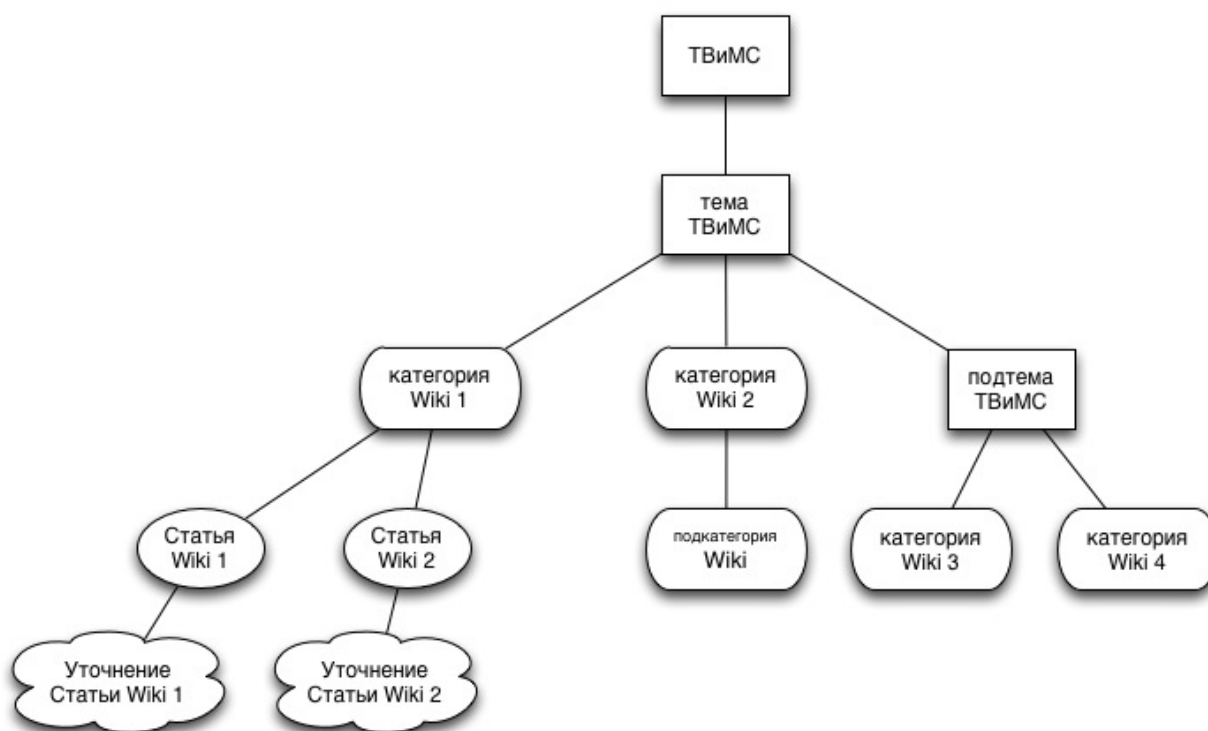 ТВиМС
тема
ТВиМС
категория
Wiki 1
категория
Wiki 2
подтема
ТВиМС
Статья
Wiki 1
Статья
Wiki 2
подкатегория
Wiki
категория
Wiki 3
категория
Wiki 4
Уточнение
Статьи Wiki 1
Уточнение
Статьи Wiki 2